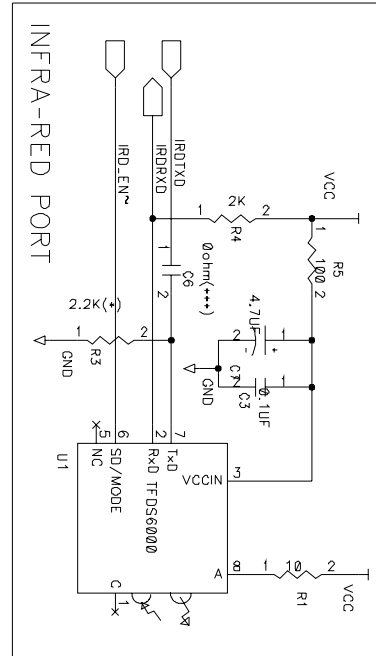 INFRA-RED PORT
VCC
2K
1
2
R4
R5
100
2
4.7UF
2
1
+
-
C7
2
1
C3
0.1UF
GND
IRDTXD
IRDRXD
IRD_EN~
0ohm(+++)
1
2
C6
2.2K(+)
1
2
R3
GND
7
2
6
5
TxD
RxD
SD/MODE
NC
TFDS6000
VCCIN
3
A
8
C
1
U1
1
10
2
R1
VCC